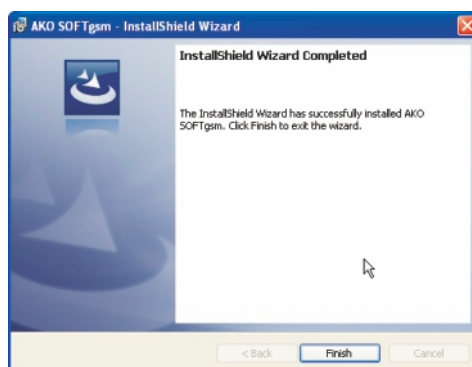 AKO SOFTgsm - InstallShield Wizard
InstallShield Wizard Completed
The InstallShield Wizard has successfully installed AKO
SOFTgsm. Click Finish to exit the wizard.
< Back Finish Cancel